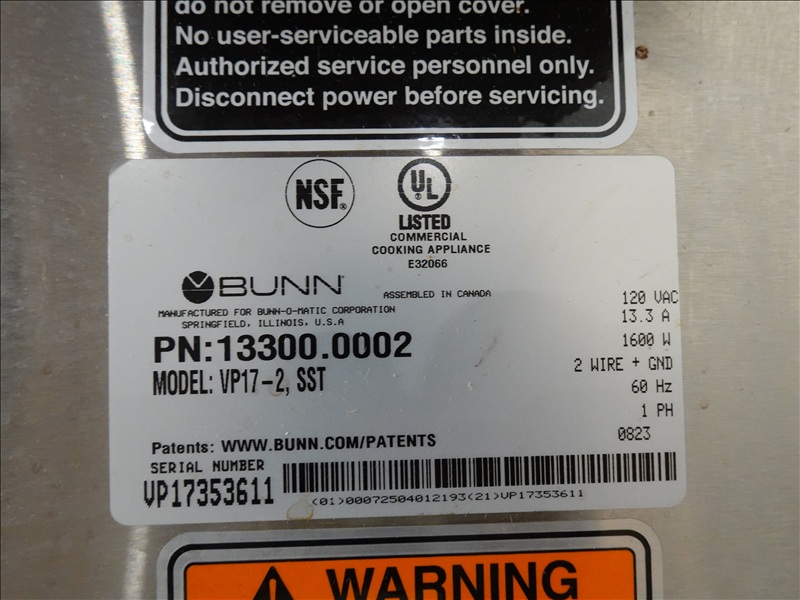 do not remove or open cover.
No user-serviceable parts inside.
Authorized service personnel only.
Disconnect power before servicing.
NSF®
UL
LISTED
COMMERCIAL
COOKING APPLIANCE
E32066
BUNN®
ASSEMBLED IN CANADA
MANUFACTURED FOR BUNN-O-MATIC CORPORATION
SPRINGFIELD, ILLINOIS, U.S.A
PN:13300.0002
MODEL: VP17-2, SST
120 VAC
13.3 A
1600 W
2 WIRE + GND
60 Hz
1 PH
0823
Patents: WWW.BUNN.COM/PATENTS
SERIAL NUMBER
VP17353611
(01)00072504012193(21)VP17353611
WARNING